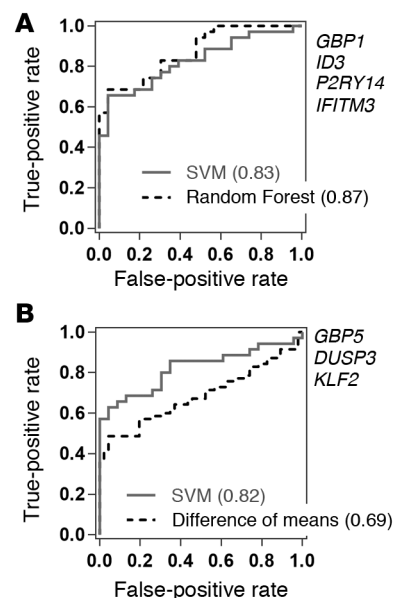 A
GBP1
ID3
P2RY14
IFITM3
True-positive rate
1.0
0.8
0.6
0.4
0.2
0.0
SVM (0.83)
Random Forest (0.87)
0.0 0.2 0.4 0.6 0.8 1.0
False-positive rate
B
GBP5
DUSP3
KLF2
True-positive rate
1.0
0.8
0.6
0.4
0.2
0.0
SVM (0.82)
Difference of means (0.69)
0.0 0.2 0.4 0.6 0.8 1.0
False-positive rate